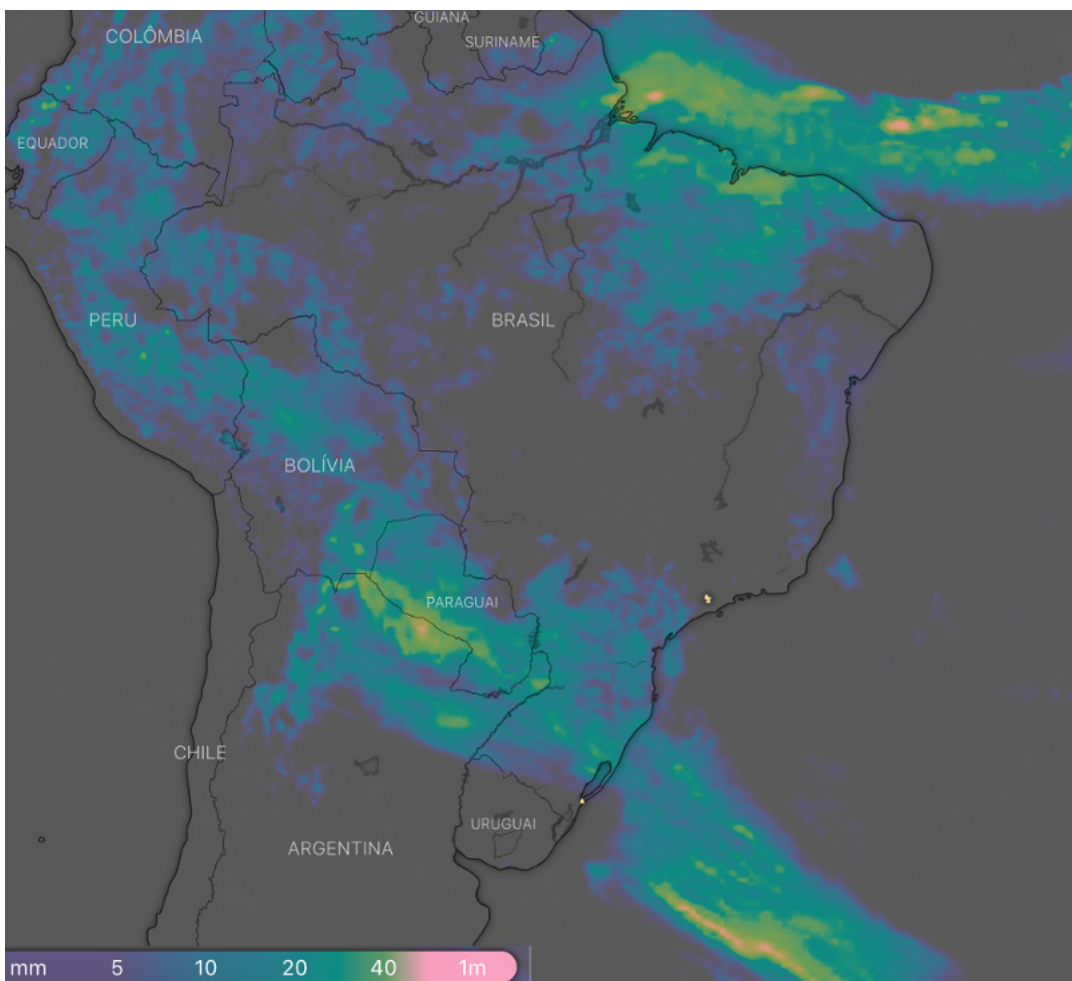 GUIANA
COLÔMBIA
SURINAME
EQUADOR
PERU
BRASIL
BOLÍVIA
PARAGUAI
CHILE
URUGUAI
ARGENTINA
mm 5 10 20 40 1m